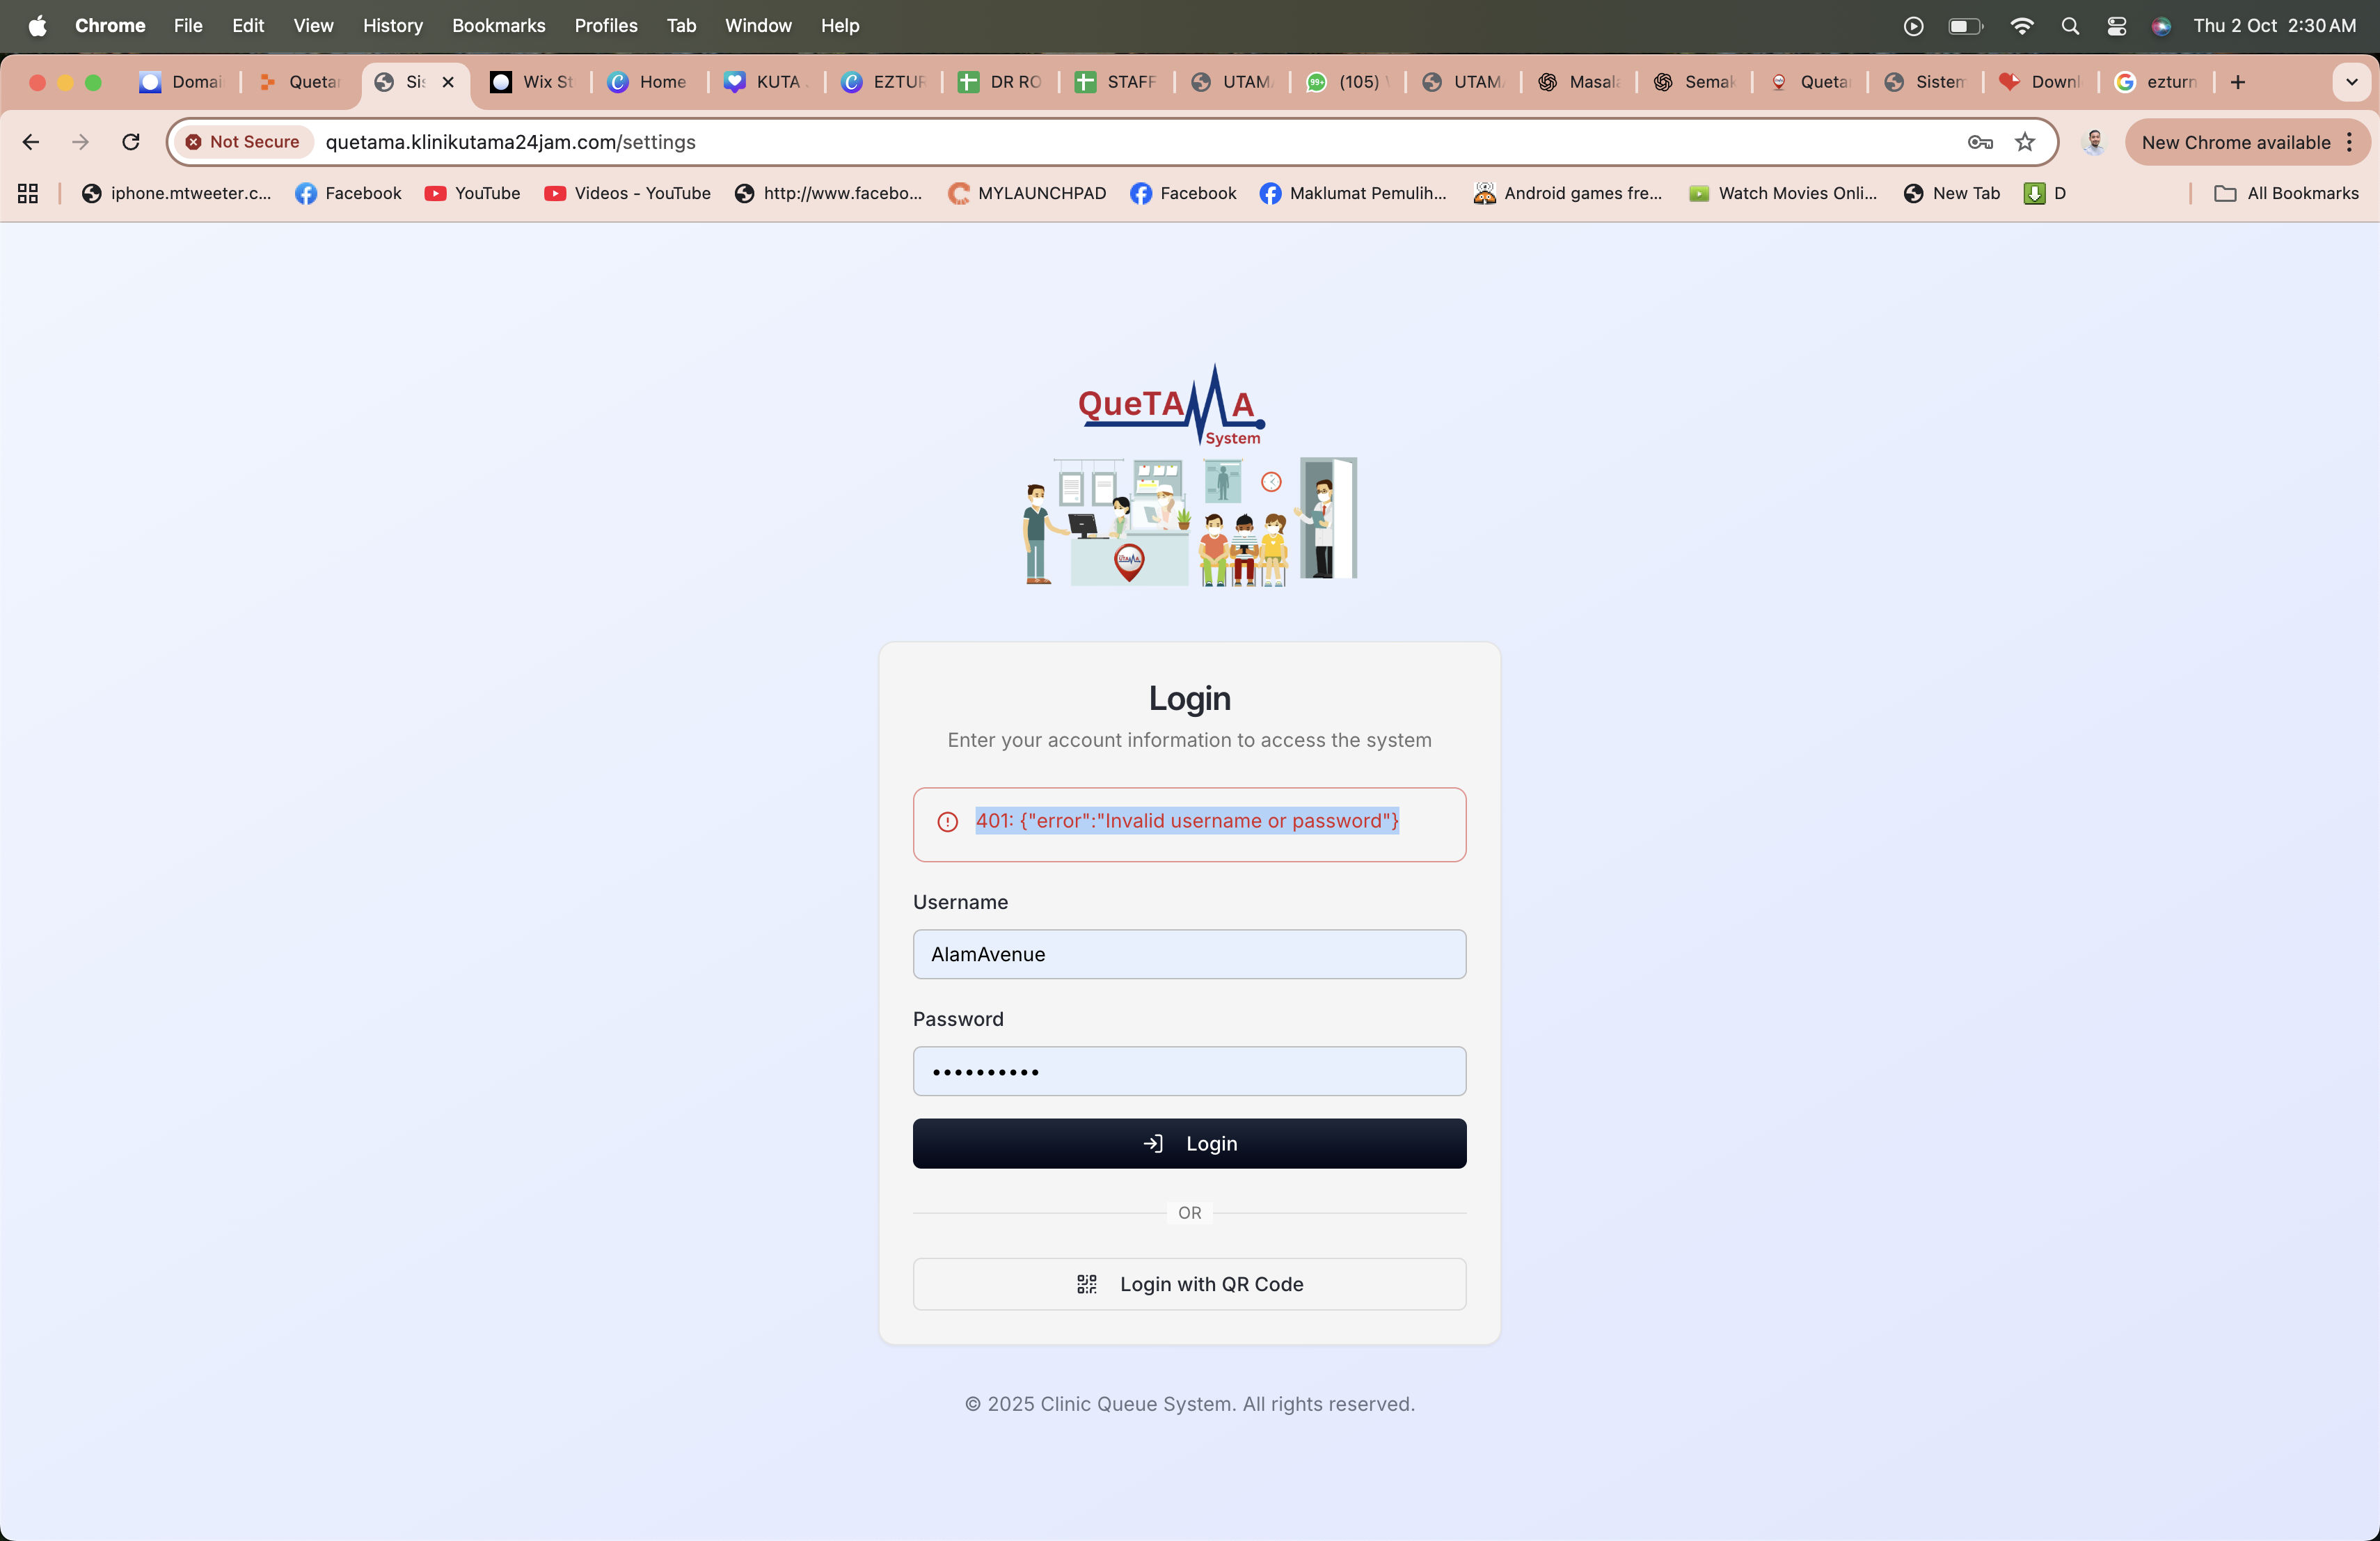 Chrome File Edit View History Bookmarks Profiles Tab Window Help Thu 2 Oct 2:30 AM
Domai Quetar Sis Wix St Home KUTA EZTUR DR RO STAFF UTAM (105) UTAM Masala Semak Quetar Sistem Downl ezturn
Not Secure quetama.klinikutama24jam.com/settings New Chrome available
iphone.mtweeter.c... Facebook YouTube Videos - YouTube http://www.facebo... MYLAUNCHPAD Facebook Maklumat Pemulih... Android games fre... Watch Movies Onli... New Tab D All Bookmarks
QueTAMA
System
Login
Enter your account information to access the system
401: {"error":"Invalid username or password"}
Username
AlamAvenue
Password
••••••••••
Login
OR
Login with QR Code
© 2025 Clinic Queue System. All rights reserved.